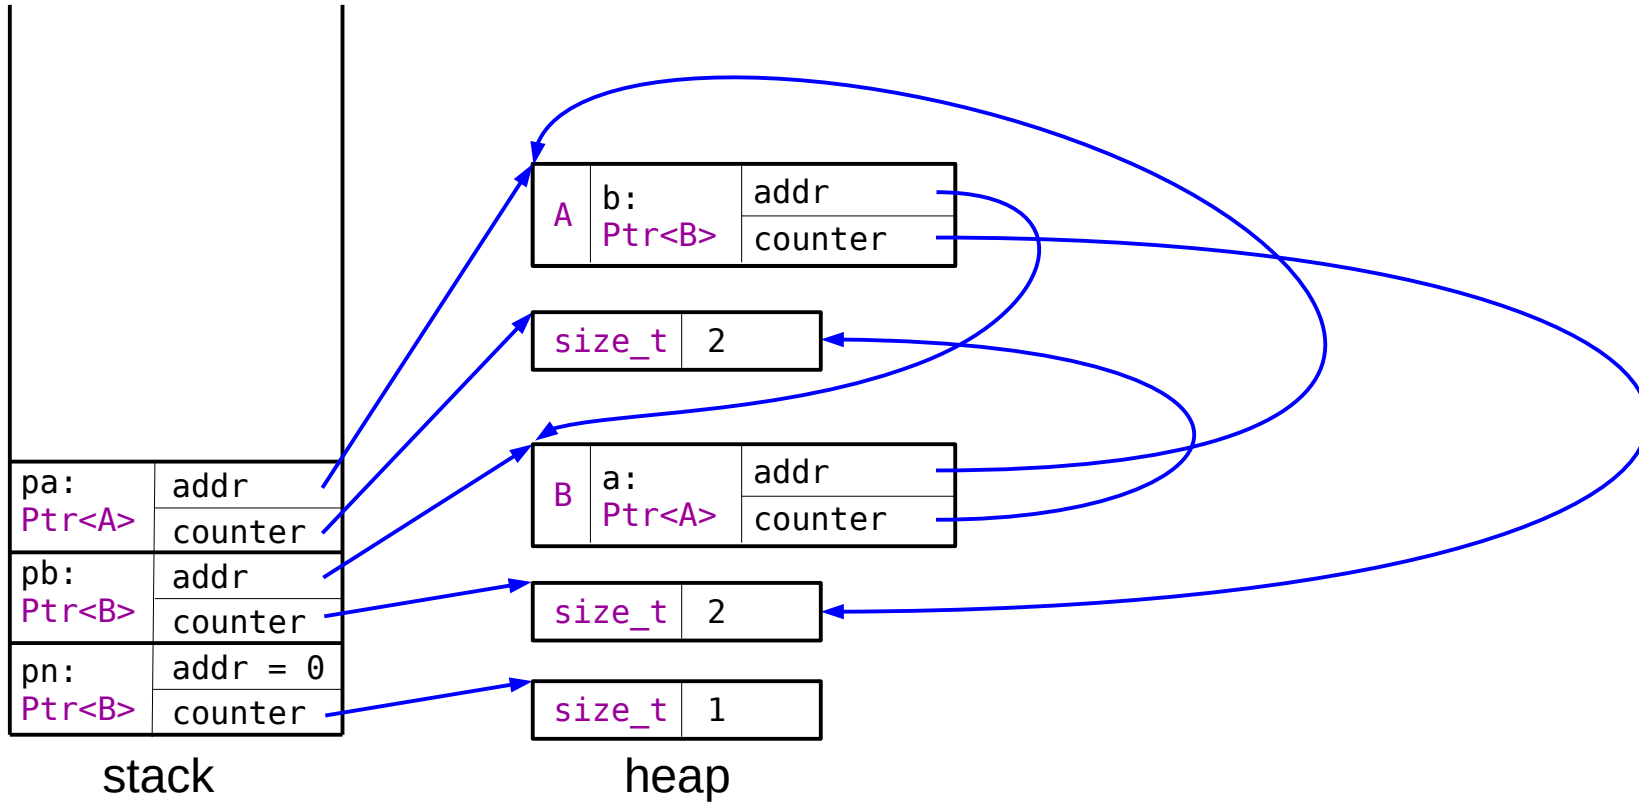 pa:
Ptr<A>
addr
counter
pb:
Ptr<B>
addr
counter
pn:
Ptr<B>
addr = 0
counter
stack
A
b:
Ptr<B>
addr
counter
size_t 2
B
a:
Ptr<A>
addr
counter
size_t 2
size_t 1
heap